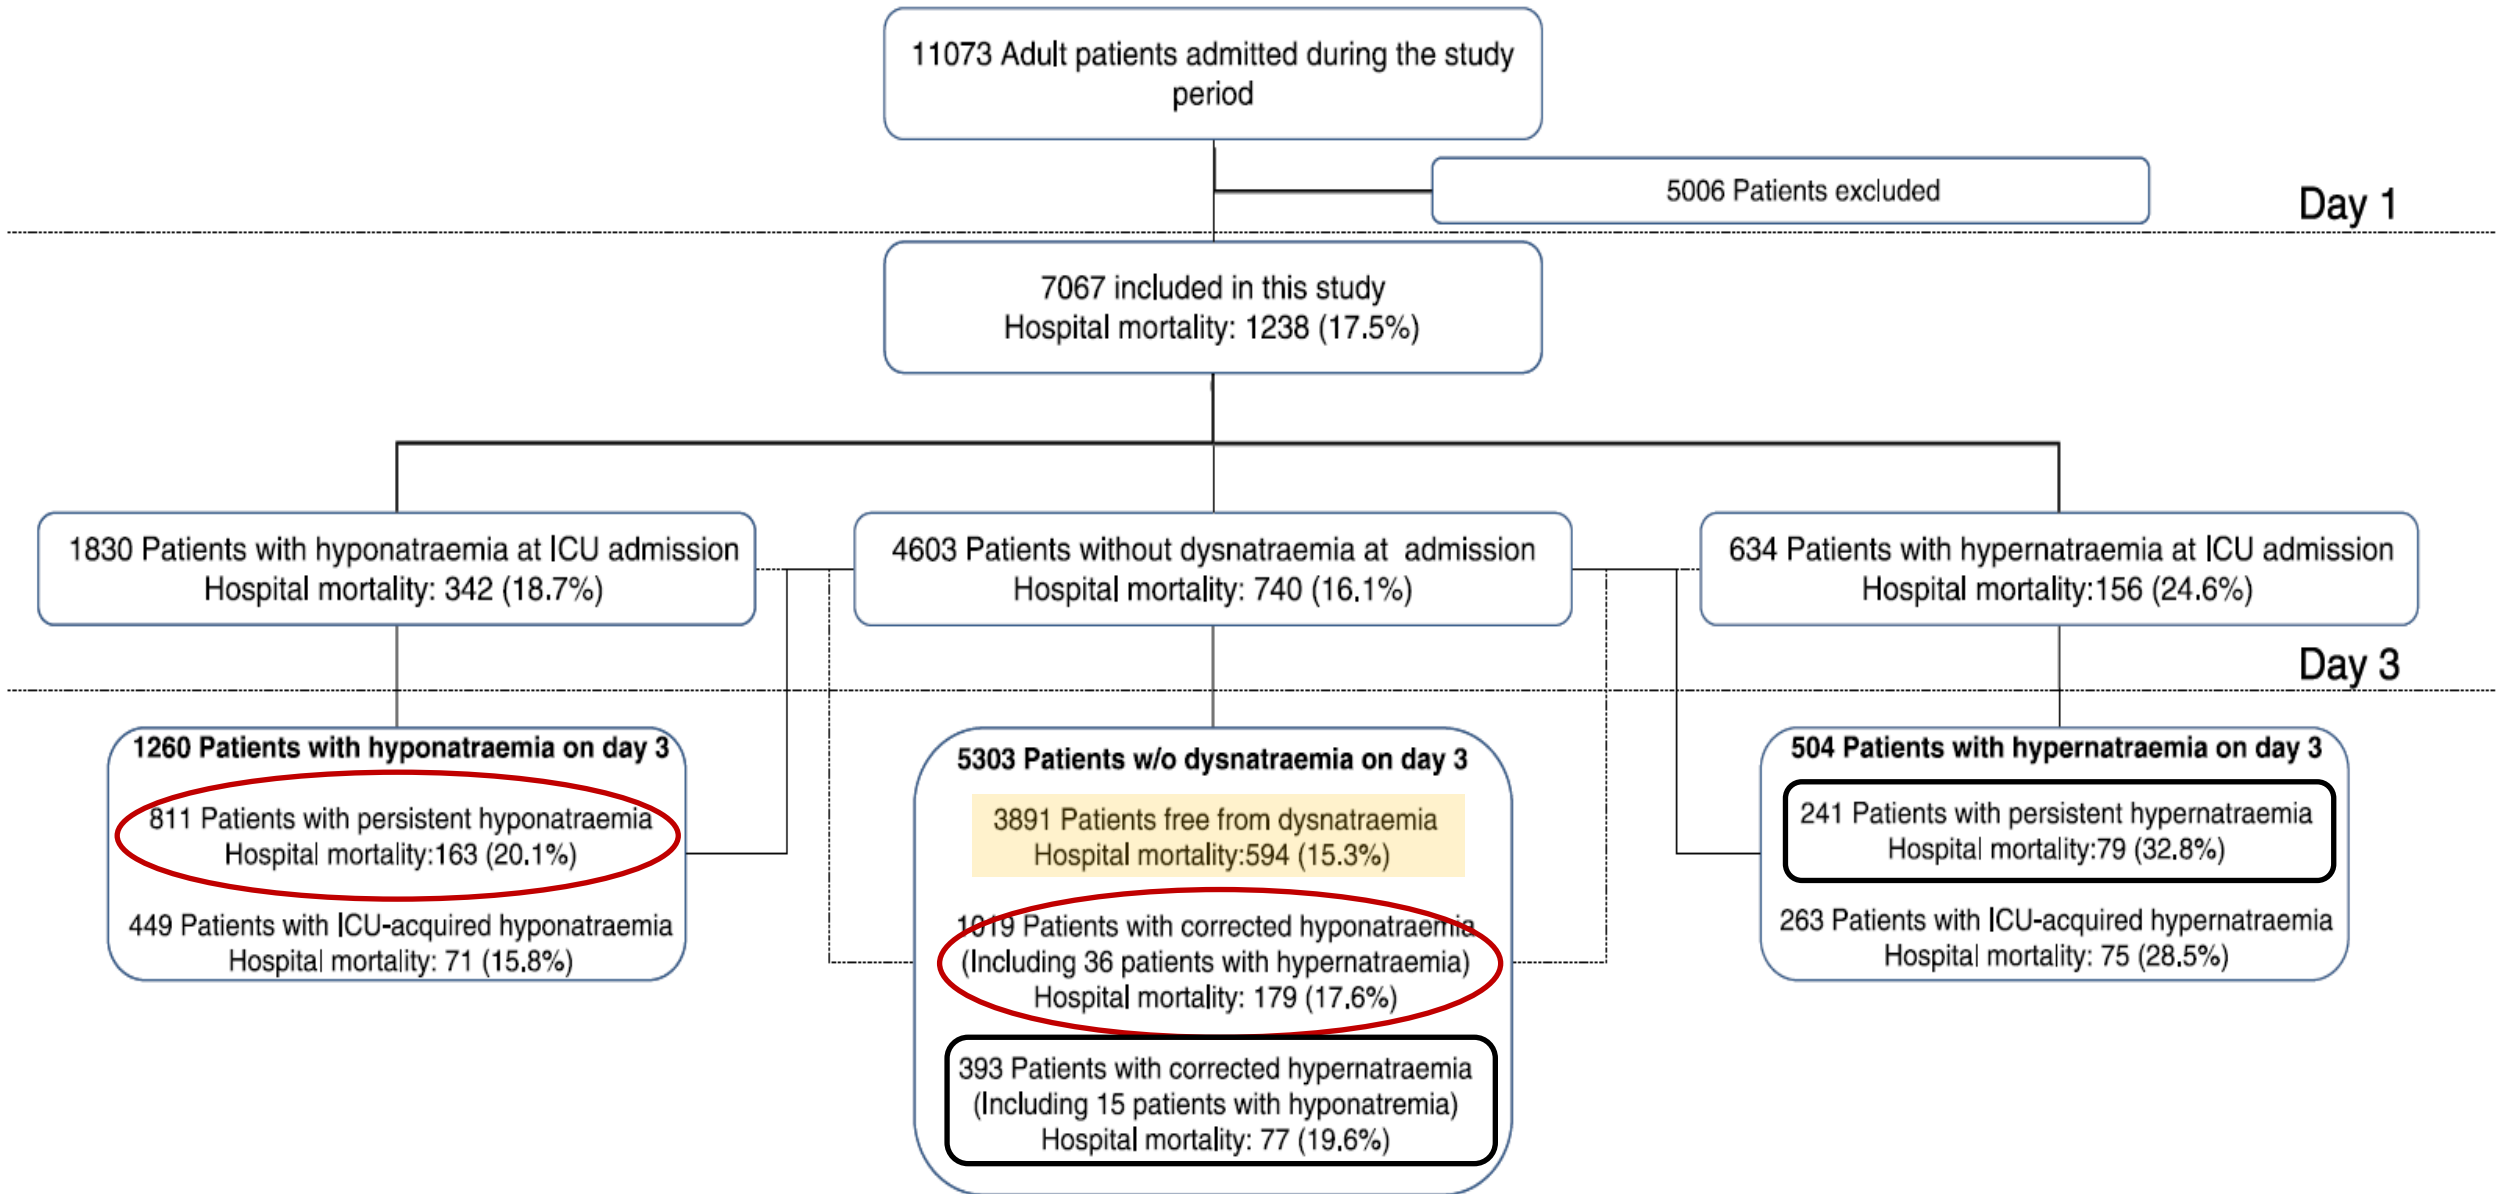 11073 Adult patients admitted during the study
period
5006 Patients excluded
Day 1
7067 included in this study
Hospital mortality: 1238 (17.5%)
1830 Patients with hyponatraemia at ICU admission
Hospital mortality: 342 (18.7%)
4603 Patients without dysnatraemia at admission
Hospital mortality: 740 (16.1%)
634 Patients with hypernatraemia at ICU admission
Hospital mortality:156 (24.6%)
Day 3
1260 Patients with hyponatraemia on day 3
811 Patients with persistent hyponatraemia
Hospital mortality:163 (20.1%)
449 Patients with ICU-acquired hyponatraemia
Hospital mortality: 71 (15.8%)
5303 Patients w/o dysnatraemia on day 3
3891 Patients free from dysnatraemia
Hospital mortality:594 (15.3%)
1019 Patients with corrected hyponatraemia
(Including 36 patients with hypernatraemia)
Hospital mortality: 179 (17.6%)
393 Patients with corrected hypernatraemia
(Including 15 patients with hyponatremia)
Hospital mortality: 77 (19.6%)
504 Patients with hypernatraemia on day 3
241 Patients with persistent hypernatraemia
Hospital mortality:79 (32.8%)
263 Patients with ICU-acquired hypernatraemia
Hospital mortality: 75 (28.5%)